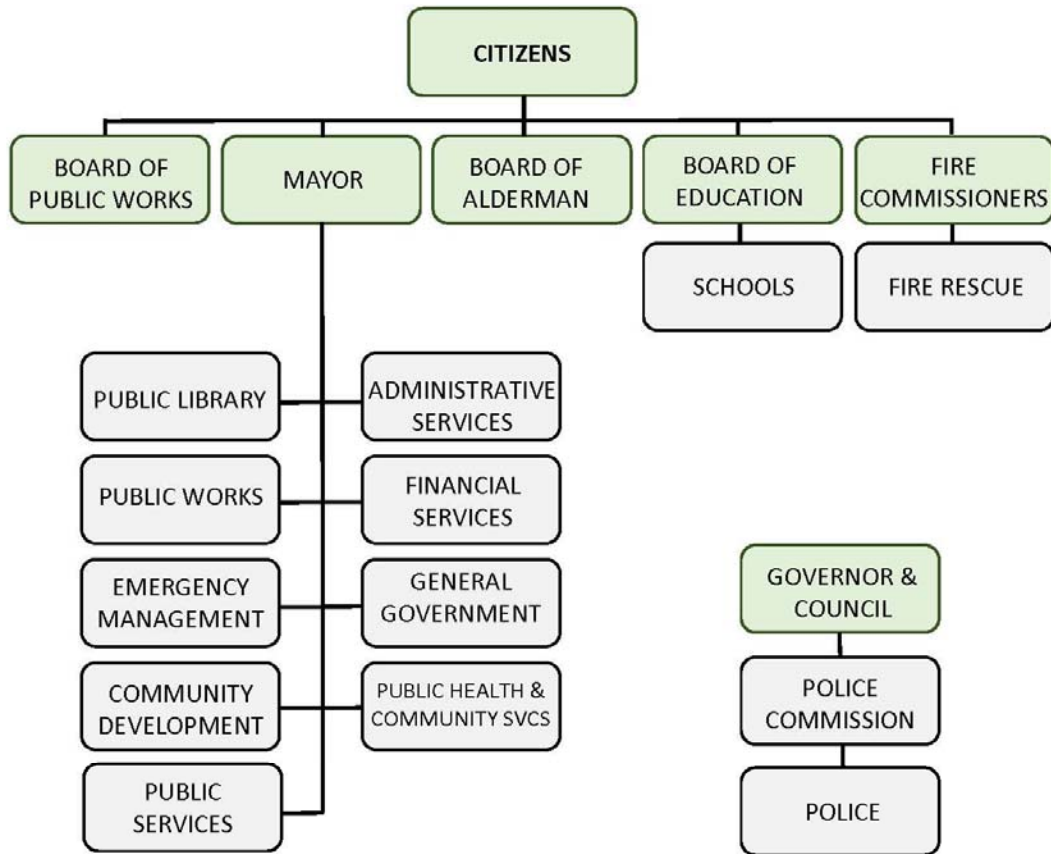 CITIZENS
BOARD OF
PUBLIC WORKS
MAYOR
BOARD OF
ALDERMAN
BOARD OF
EDUCATION
FIRE
COMMISSIONERS
SCHOOLS
FIRE RESCUE
PUBLIC LIBRARY
ADMINISTRATIVE
SERVICES
PUBLIC WORKS
FINANCIAL
SERVICES
EMERGENCY
MANAGEMENT
GENERAL
GOVERNMENT
COMMUNITY
DEVELOPMENT
PUBLIC HEALTH &
COMMUNITY SVCS
PUBLIC
SERVICES
GOVERNOR &
COUNCIL
POLICE
COMMISSION
POLICE